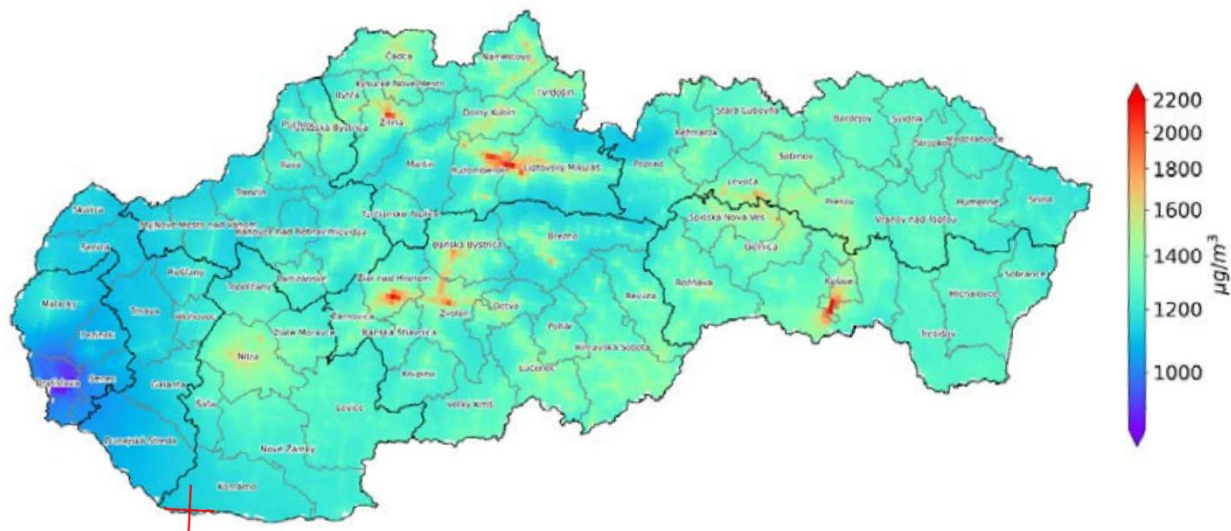 Čadca
Námestovo
Kysucké Nové Mesto
Bytča
Tvrdošín
Dolný Kubín
Žilina
Púchov
Považská Bystrica
Stará Ľubovňa
Kežmarok
Bardejov
Svidník
Stropkov
Medzilaborce
Sabinov
Martin
Ružomberok
Liptovský Mikuláš
Poprad
Ilava
Levoča
Prešov
Trenčín
Humenné
Snina
Skalica
Turčianske Teplice
Spišská Nová Ves
Vranov nad Topľou
Nové Mesto nad Váhom
Senica
Banská Bystrica
Brezno
Gelnica
Piešťany
Topoľčany
Partizánske
Žiar nad Hronom
Rožňava
Košice
Sobrance
Revúca
Michalovce
Malacky
Trnava
Hlohovec
Zlaté Moravce
Žarnovica
Zvolen
Detva
Banská Štiavnica
Poltár
Rimavská Sobota
Trebišov
Pezinok
Nitra
Krupina
Lučenec
Bratislava
Senec
Galanta
Šaľa
Levice
Veľký Krtíš
Dunajská Streda
Nové Zámky
Komárno
2200
2000
1800
1600
1400
1200
1000
µg/m³